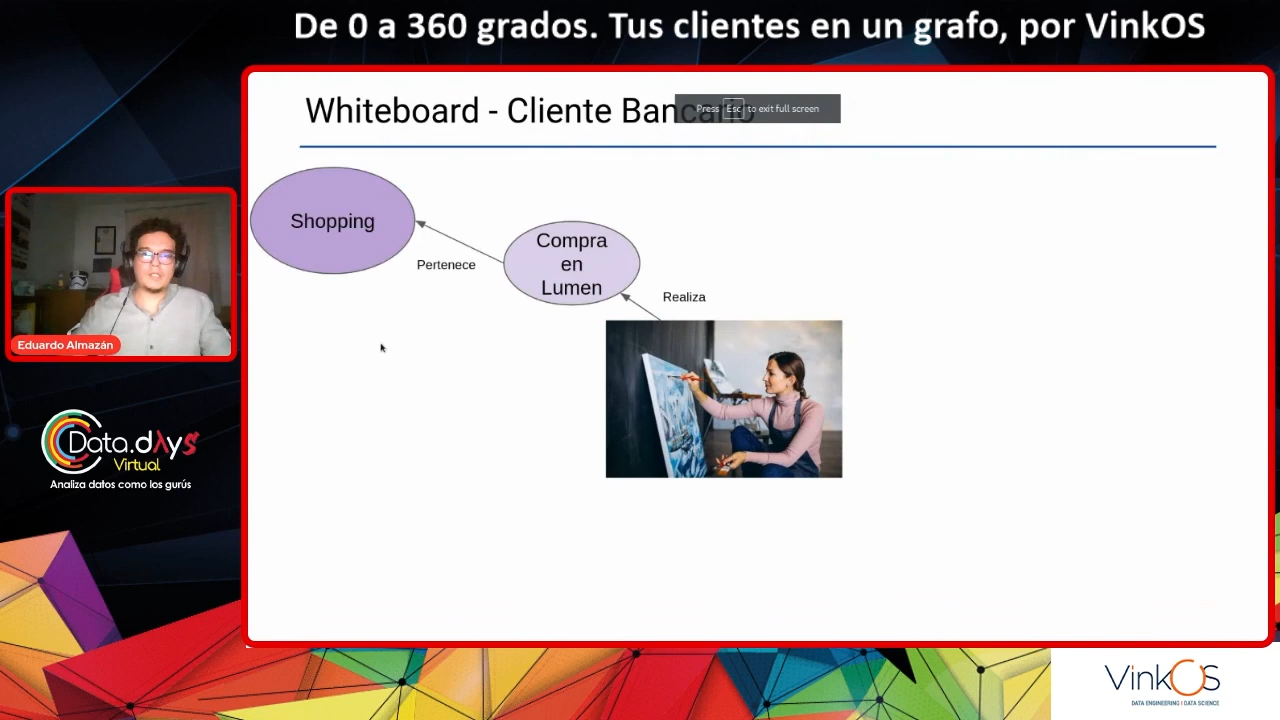 De 0 a 360 grados. Tus clientes en un grafo, por VinkOS
Whiteboard - Cliente Bancario
Press Esc to exit full screen
Shopping
Pertenece
Compra
en
Lumen
Realiza
Eduardo Almazán
Data.dAys
Virtual
Analiza datos como los gurús
VinkOS
DATA ENGINEERING | DATA SCIENCE